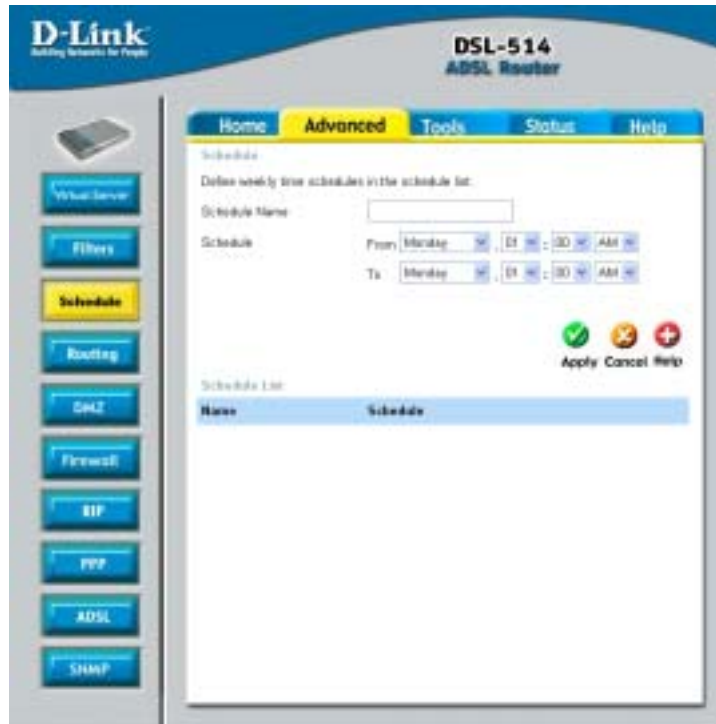 D-Link
Building Networks for People
DSL-514
ADSL Router
Home Advanced Tools Status Help
Virtual Server
Filters
Schedule
Routing
DMZ
Firewall
RIP
PPP
ADSL
SNMP
Schedule
Define weekly time schedules in the schedule list.
Schedule Name
Schedule From Monday , 01 : 00 AM
To Monday , 01 : 00 AM
Apply Cancel Help
Schedule List
Name Schedule